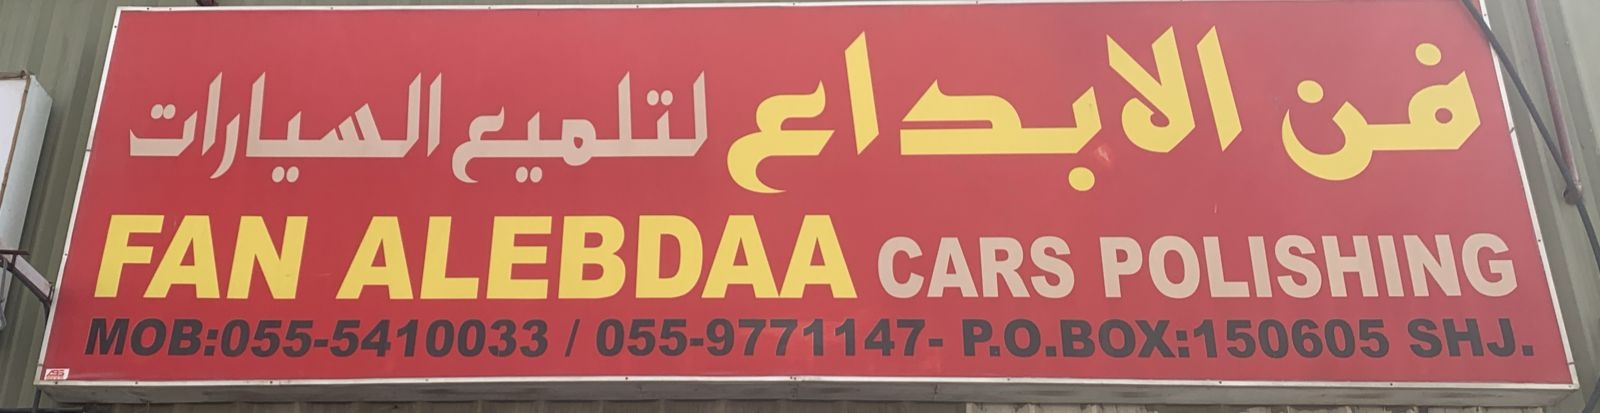 فن الابداع لتلميع السيارات
FAN ALEBDAA CARS POLISHING
MOB:055-5410033 / 055-9771147- P.O.BOX:150605 SHJ.